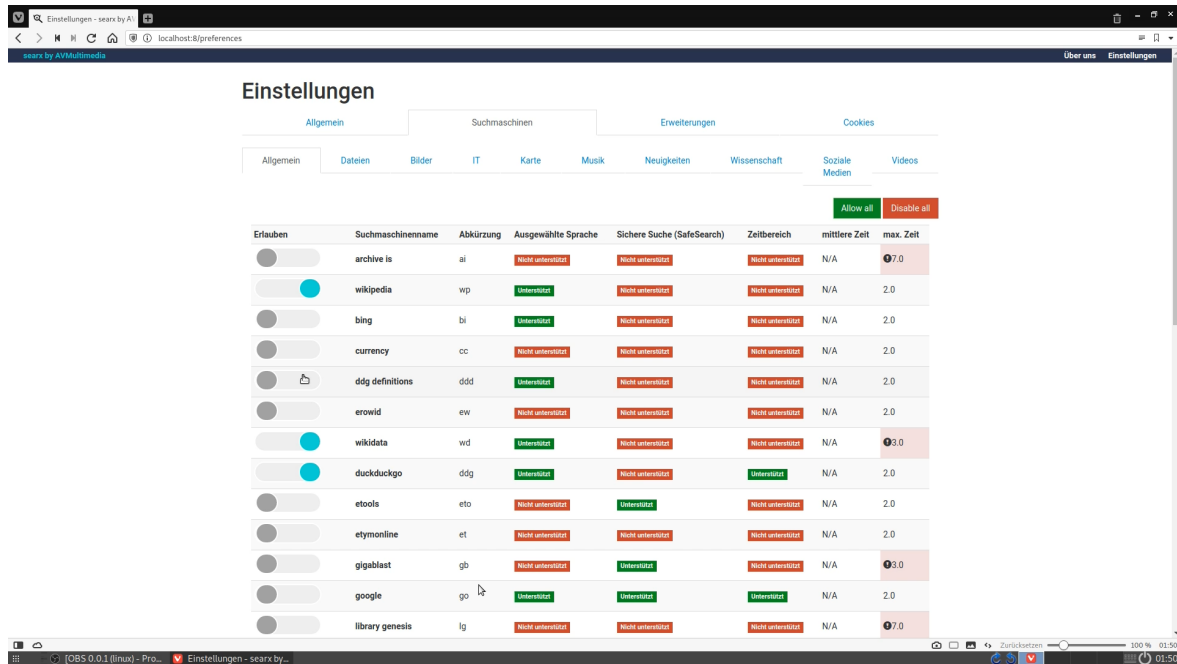 Einstellungen - searx by AV
localhost:8/preferences
searx by AVMultimedia
Über uns Einstellungen
Einstellungen
Allgemein Suchmaschinen Erweiterungen Cookies
Allgemein Dateien Bilder IT Karte Musik Neuigkeiten Wissenschaft Soziale Medien Videos
Allow all Disable all
Erlauben Suchmaschinenname Abkürzung Ausgewählte Sprache Sichere Suche (SafeSearch) Zeitbereich mittlere Zeit max. Zeit
archive is ai Nicht unterstützt Nicht unterstützt Nicht unterstützt N/A 7.0
wikipedia wp Unterstützt Nicht unterstützt Nicht unterstützt N/A 2.0
bing bi Unterstützt Nicht unterstützt Nicht unterstützt N/A 2.0
currency cc Nicht unterstützt Nicht unterstützt Nicht unterstützt N/A 2.0
ddg definitions ddd Unterstützt Nicht unterstützt Nicht unterstützt N/A 2.0
erowid ew Nicht unterstützt Nicht unterstützt Nicht unterstützt N/A 2.0
wikidata wd Unterstützt Nicht unterstützt Nicht unterstützt N/A 3.0
duckduckgo ddg Unterstützt Nicht unterstützt Unterstützt N/A 2.0
etools eto Nicht unterstützt Unterstützt Nicht unterstützt N/A 2.0
etymonline et Nicht unterstützt Nicht unterstützt Nicht unterstützt N/A 2.0
gigablast gb Nicht unterstützt Unterstützt Nicht unterstützt N/A 3.0
google go Unterstützt Unterstützt Unterstützt N/A 2.0
library genesis lg Nicht unterstützt Nicht unterstützt Nicht unterstützt N/A 7.0
Zurücksetzen 100 % 01:50
[OBS 0.0.1 (linux) - Pro... Einstellungen - searx by... 01:50